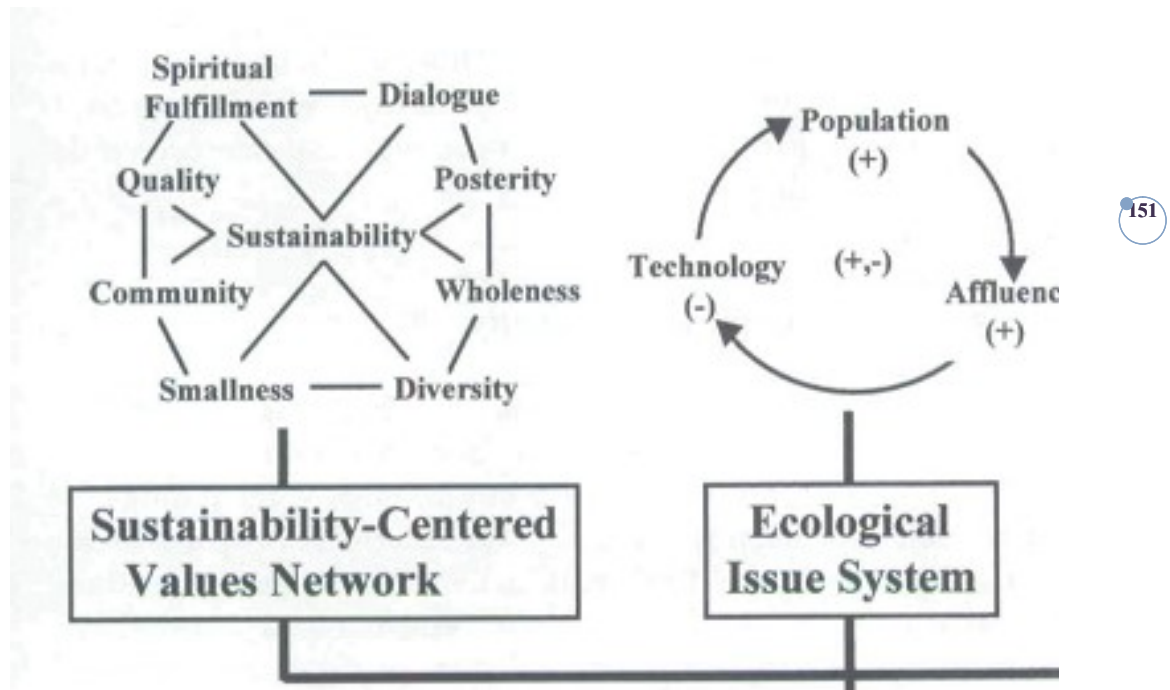 Spiritual
Fulfillment
Dialogue
Quality
Posterity
Sustainability
Community
Wholeness
Smallness
Diversity
Population
(+)
Technology
(-)
(+,-)
Affluenc
(+)
151
Sustainability-Centered
Values Network
Ecological
Issue System